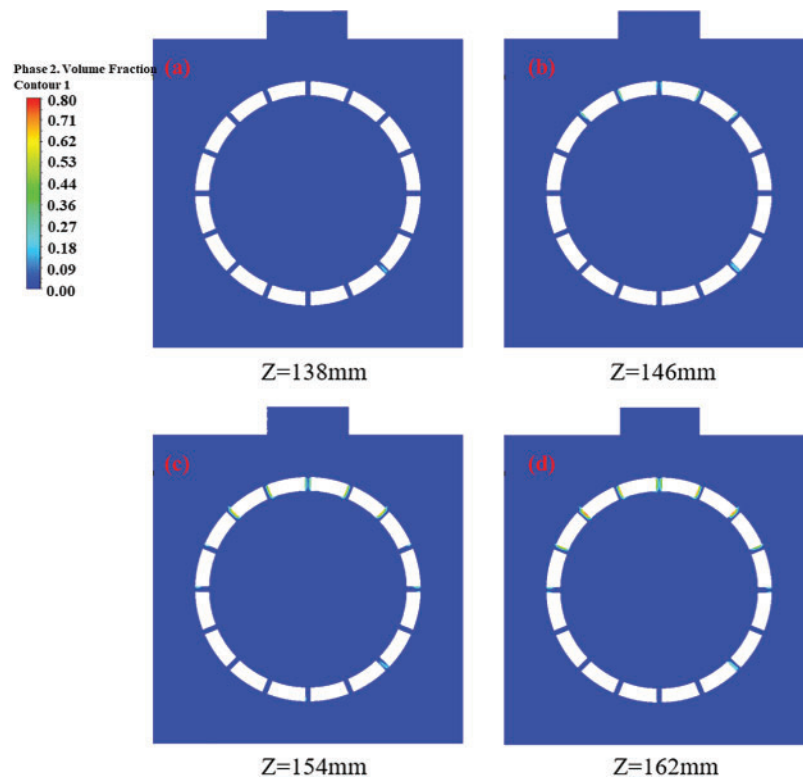 Phase 2. Volume Fraction
Contour 1
0.80
0.71
0.62
0.53
0.44
0.36
0.27
0.18
0.09
0.00
(a)
(b)
Z=138mm
Z=146mm
(c)
(d)
Z=154mm
Z=162mm